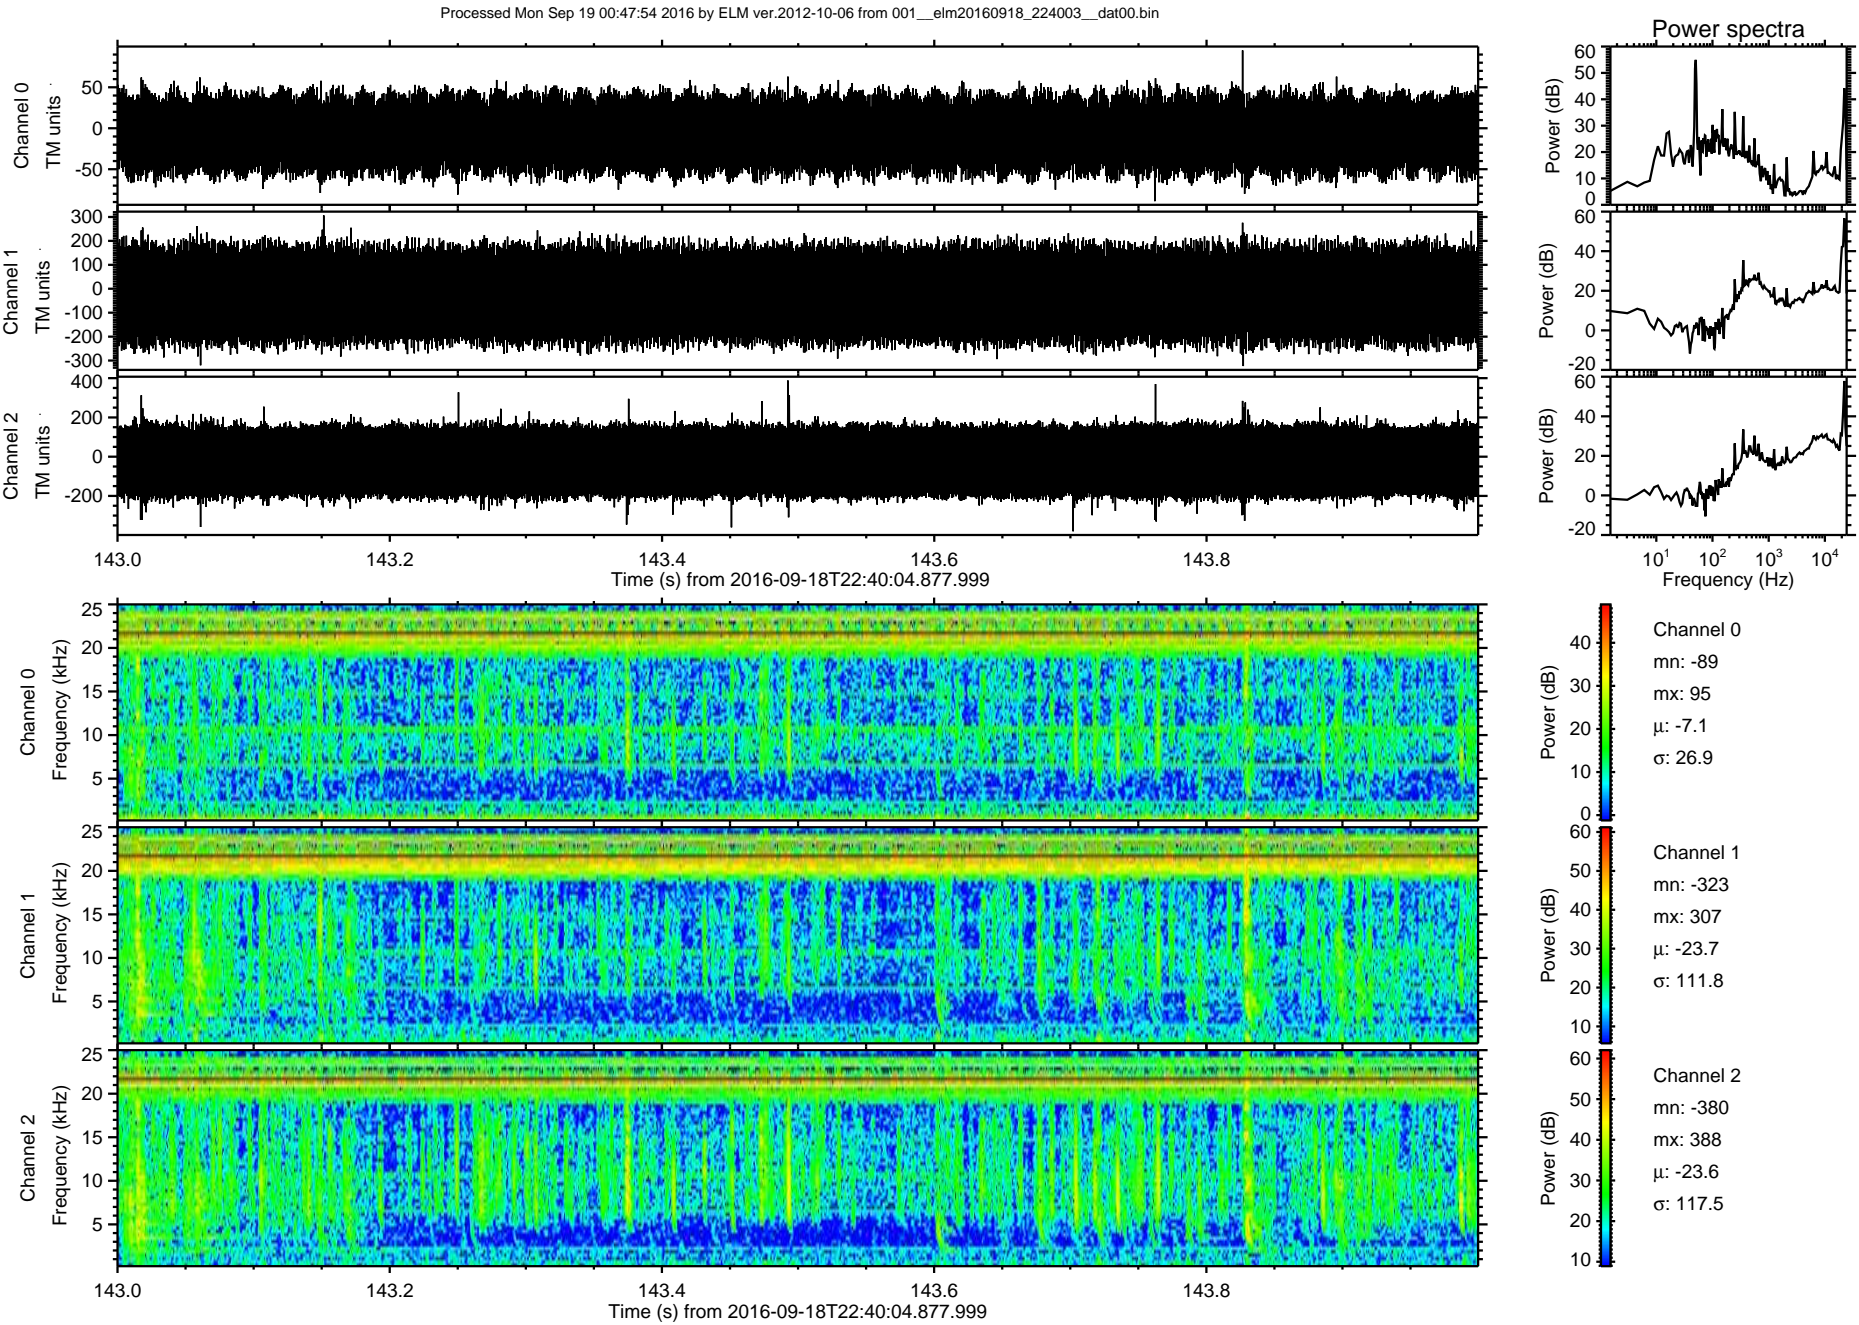 Processed Mon Sep 19 00:47:54 2016 by ELM ver.2012-10-06 from 001__elm20160918_224003__dat00.bin
Power spectra
Channel 0
TM units
50
0
-50
Power (dB)
60
50
40
30
20
10
0
Channel 1
TM units
300
200
100
0
-100
-200
-300
Power (dB)
60
40
20
0
-20
Channel 2
TM units
400
200
0
-200
Power (dB)
60
40
20
0
-20
143.0 143.2 143.4 143.6 143.8
Time (s) from 2016-09-18T22:40:04.877.999
10^1 10^2 10^3 10^4
Frequency (Hz)
Channel 0
Frequency (kHz)
25
20
15
10
5
Power (dB)
40
30
20
10
0
Channel 0
mn: -89
mx: 95
μ: -7.1
σ: 26.9
Channel 1
Frequency (kHz)
25
20
15
10
5
Power (dB)
60
50
40
30
20
10
Channel 1
mn: -323
mx: 307
μ: -23.7
σ: 111.8
Channel 2
Frequency (kHz)
25
20
15
10
5
Power (dB)
60
50
40
30
20
10
Channel 2
mn: -380
mx: 388
μ: -23.6
σ: 117.5
143.0 143.2 143.4 143.6 143.8
Time (s) from 2016-09-18T22:40:04.877.999